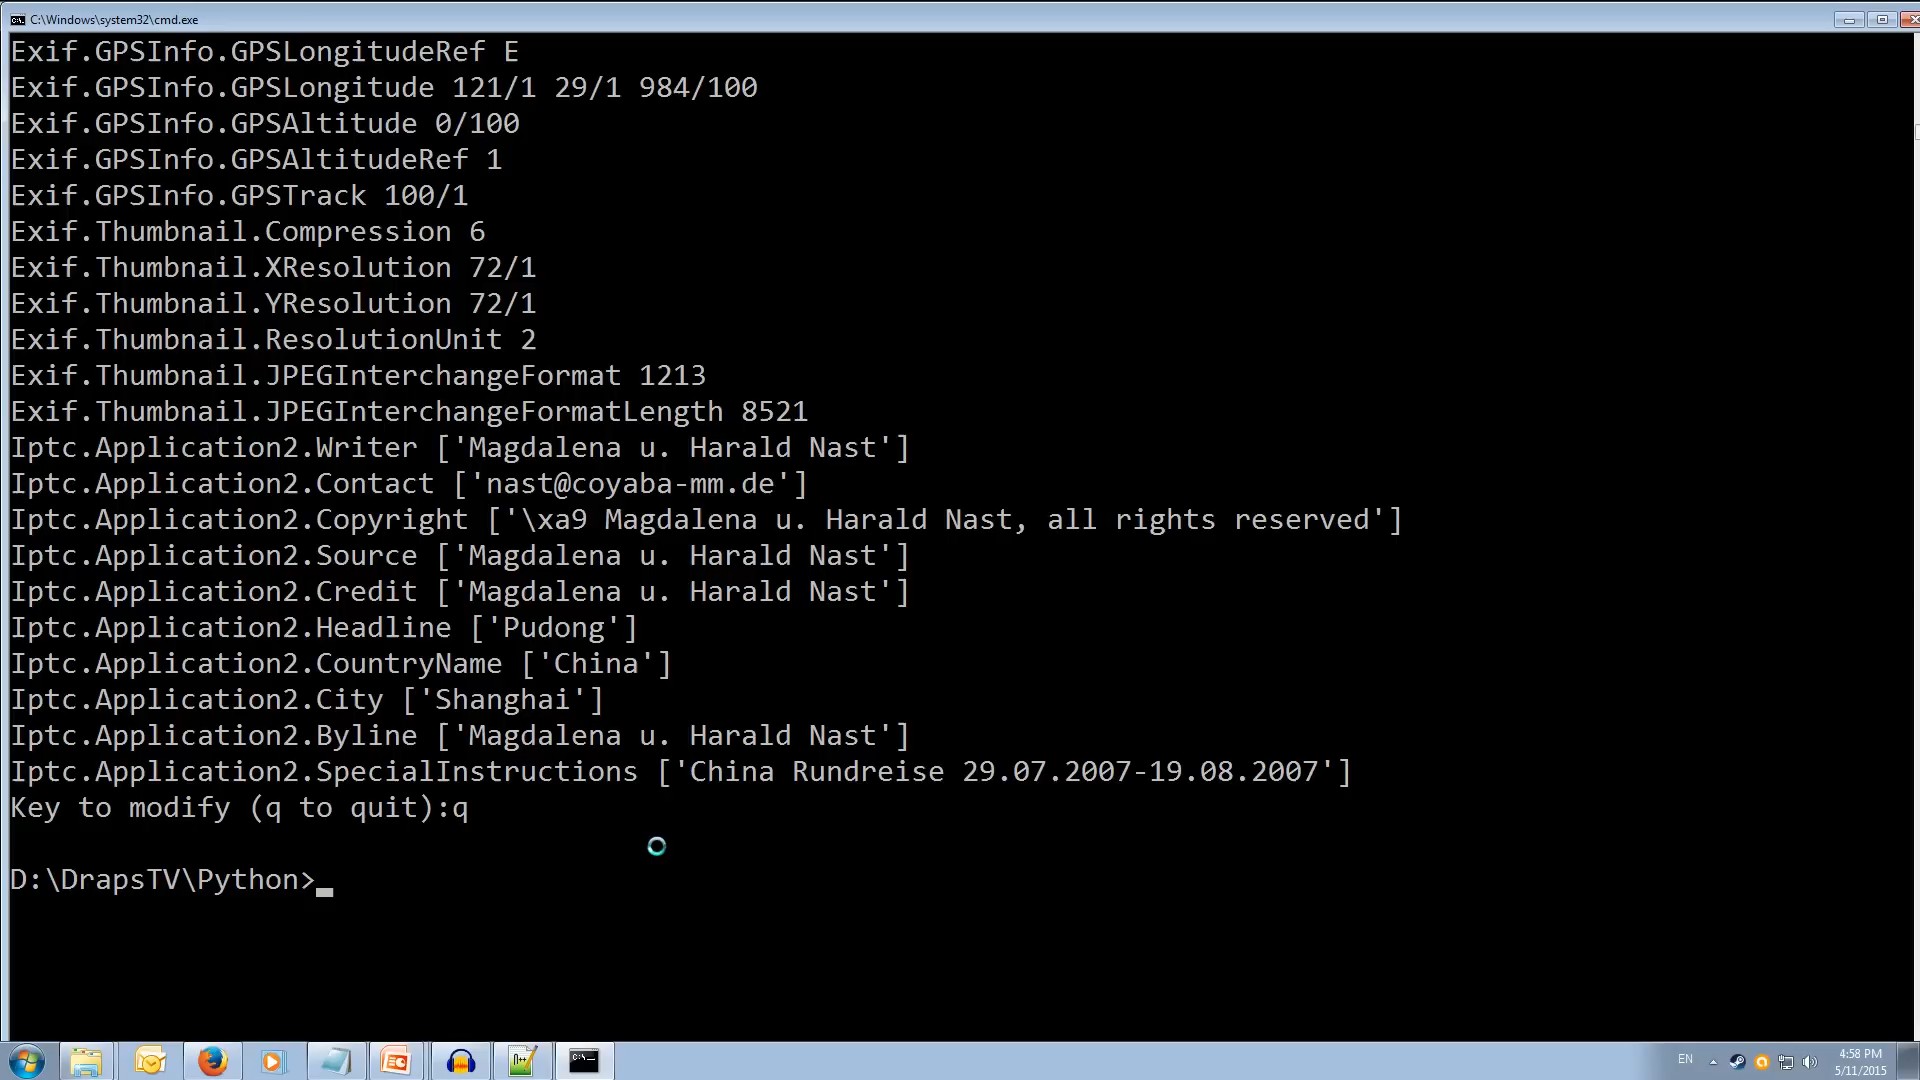 C:\Windows\system32\cmd.exe
Exif.GPSInfo.GPSLongitudeRef E
Exif.GPSInfo.GPSLongitude 121/1 29/1 984/100
Exif.GPSInfo.GPSAltitude 0/100
Exif.GPSInfo.GPSAltitudeRef 1
Exif.GPSInfo.GPSTrack 100/1
Exif.Thumbnail.Compression 6
Exif.Thumbnail.XResolution 72/1
Exif.Thumbnail.YResolution 72/1
Exif.Thumbnail.ResolutionUnit 2
Exif.Thumbnail.JPEGInterchangeFormat 1213
Exif.Thumbnail.JPEGInterchangeFormatLength 8521
Iptc.Application2.Writer ['Magdalena u. Harald Nast']
Iptc.Application2.Contact ['nast@coyaba-mm.de']
Iptc.Application2.Copyright ['\xa9 Magdalena u. Harald Nast, all rights reserved']
Iptc.Application2.Source ['Magdalena u. Harald Nast']
Iptc.Application2.Credit ['Magdalena u. Harald Nast']
Iptc.Application2.Headline ['Pudong']
Iptc.Application2.CountryName ['China']
Iptc.Application2.City ['Shanghai']
Iptc.Application2.Byline ['Magdalena u. Harald Nast']
Iptc.Application2.SpecialInstructions ['China Rundreise 29.07.2007-19.08.2007']
Key to modify (q to quit):q
D:\DrapsTV\Python>_
EN
4:58 PM
5/11/2015